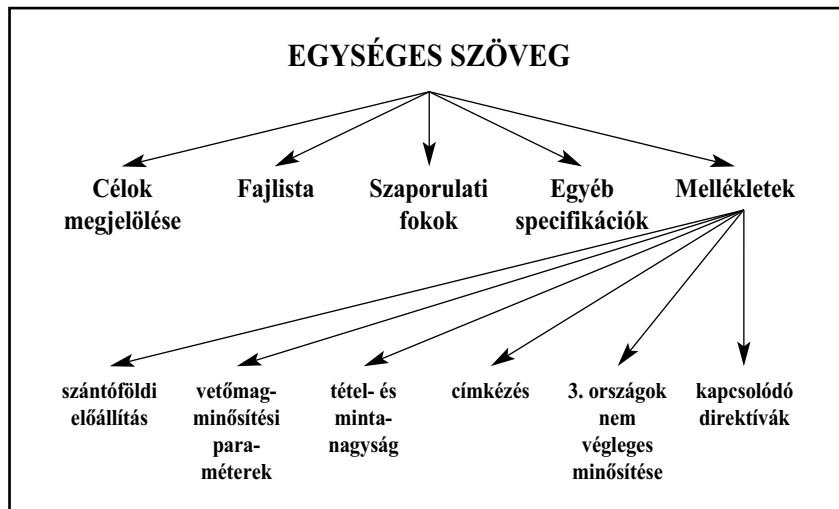 EGYSÉGES SZÖVEG
Célok
megjelölése
Fajlista
Szaporulati
fokok
Egyéb
specifikációk
Mellékletek
szántóföldi
előállítás
vetőmag-
minősítési
para-
méterek
tétel- és
minta-
nagyság
címkézés
3. országok
nem
végleges
minősítése
kapcsolódó
direktívák